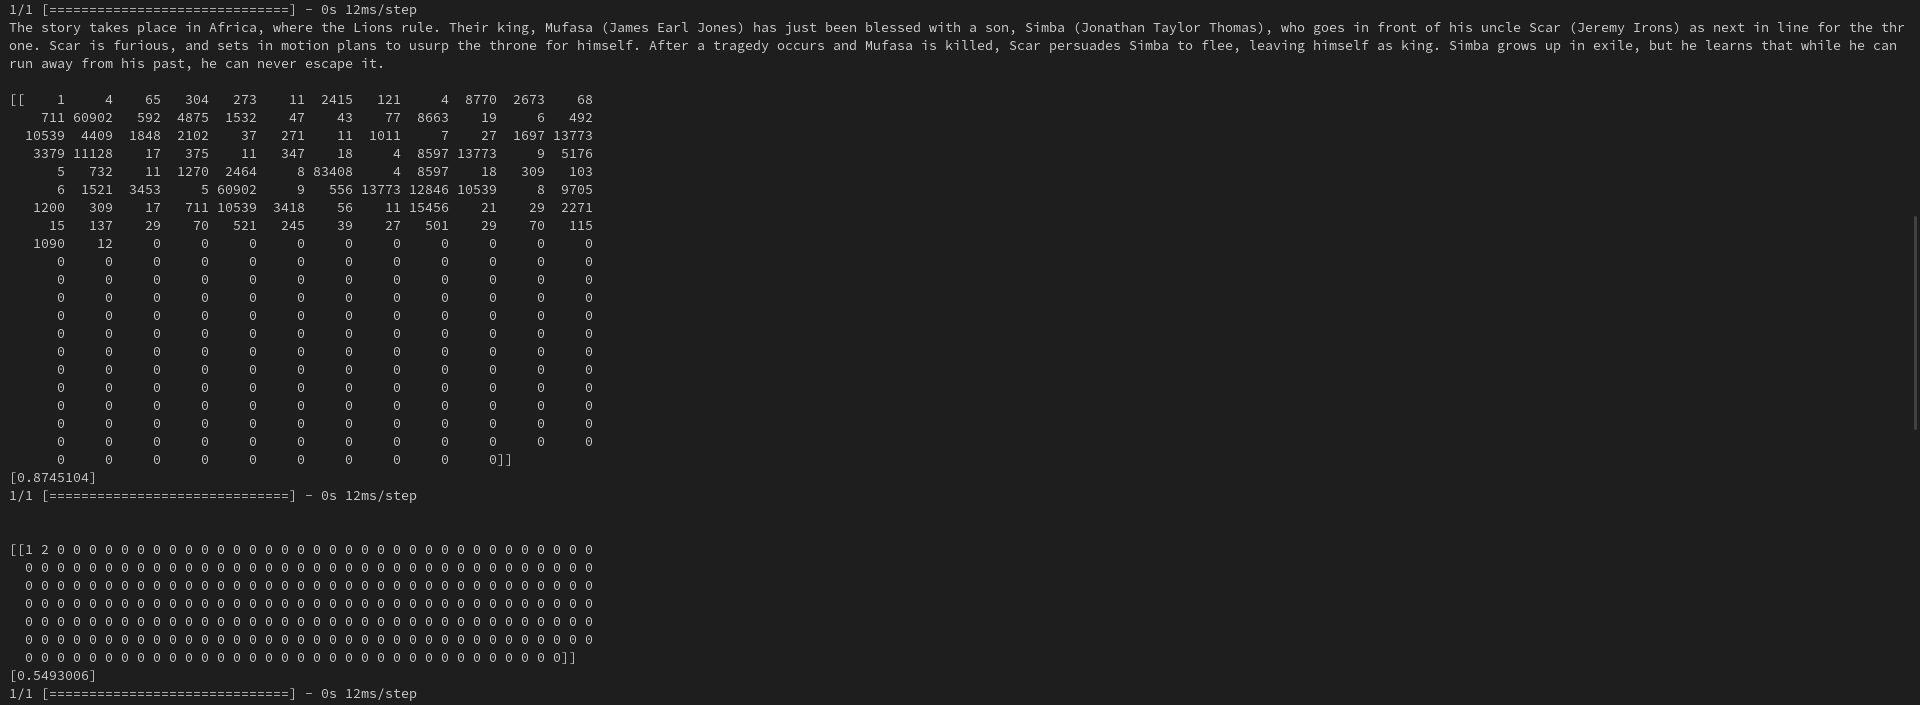 1/1 [==============================] - 0s 12ms/step
The story takes place in Africa, where the Lions rule. Their king, Mufasa (James Earl Jones) has just been blessed with a son, Simba (Jonathan Taylor Thomas), who goes in front of his uncle Scar (Jeremy Irons) as next in line for the thr
one. Scar is furious, and sets in motion plans to usurp the throne for himself. After a tragedy occurs and Mufasa is killed, Scar persuades Simba to flee, leaving himself as king. Simba grows up in exile, but he learns that while he can
run away from his past, he can never escape it.
[[ 1 4 65 304 273 11 2415 121 4 8770 2673 68
711 60902 592 4875 1532 47 43 77 8663 19 6 492
10539 4409 1848 2102 37 271 11 1011 7 27 1697 13773
3379 11128 17 375 11 347 18 4 8597 13773 9 5176
5 732 11 1270 2464 8 83408 4 8597 18 309 103
6 1521 3453 5 60902 9 556 13773 12846 10539 8 9705
1200 309 17 711 10539 3418 56 11 15456 21 29 2271
15 137 29 70 521 245 39 27 501 29 70 115
1090 12 0 0 0 0 0 0 0 0 0 0
0 0 0 0 0 0 0 0 0 0 0 0
0 0 0 0 0 0 0 0 0 0 0 0
0 0 0 0 0 0 0 0 0 0 0 0
0 0 0 0 0 0 0 0 0 0 0 0
0 0 0 0 0 0 0 0 0 0 0 0
0 0 0 0 0 0 0 0 0 0 0 0
0 0 0 0 0 0 0 0 0 0 0 0
0 0 0 0 0 0 0 0 0 0 0 0
0 0 0 0 0 0 0 0 0 0 0 0
0 0 0 0 0 0 0 0 0 0 0 0
0 0 0 0 0 0 0 0 0 0 0 0
0 0 0 0 0 0 0 0 0 0]]
[0.8745104]
1/1 [==============================] - 0s 12ms/step
[[1 2 0 0 0 0 0 0 0 0 0 0 0 0 0 0 0 0 0 0 0 0 0 0 0 0 0 0 0 0 0 0 0 0 0 0
0 0 0 0 0 0 0 0 0 0 0 0 0 0 0 0 0 0 0 0 0 0 0 0 0 0 0 0 0 0 0 0 0 0 0 0
0 0 0 0 0 0 0 0 0 0 0 0 0 0 0 0 0 0 0 0 0 0 0 0 0 0 0 0 0 0 0 0 0 0 0 0
0 0 0 0 0 0 0 0 0 0 0 0 0 0 0 0 0 0 0 0 0 0 0 0 0 0 0 0 0 0 0 0 0 0 0 0
0 0 0 0 0 0 0 0 0 0 0 0 0 0 0 0 0 0 0 0 0 0 0 0 0 0 0 0 0 0 0 0 0 0 0 0
0 0 0 0 0 0 0 0 0 0 0 0 0 0 0 0 0 0 0 0 0 0 0 0 0 0 0 0 0 0 0 0 0 0 0 0
0 0 0 0 0 0 0 0 0 0 0 0 0 0 0 0 0 0 0 0 0 0 0 0 0 0 0 0 0 0 0 0 0 0]]
[0.5493006]
1/1 [==============================] - 0s 12ms/step